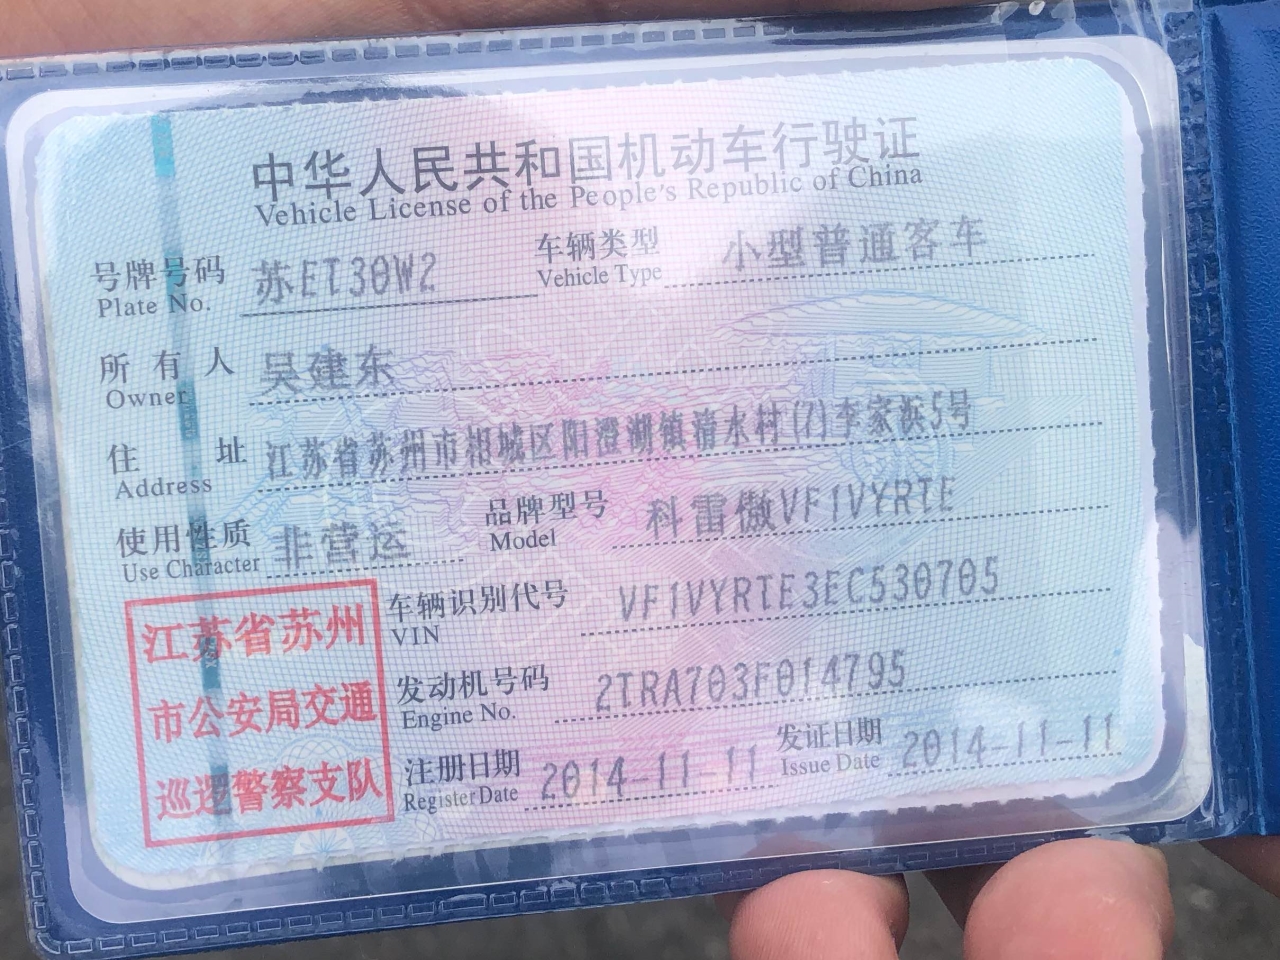 中华人民共和国机动车行驶证
Vehicle License of the People's Republic of China
号牌号码 苏ET30W2 车辆类型 小型普通客车
Plate No. Vehicle Type
所有人 吴建东
Owner
住址 江苏省苏州市相城区阳澄湖镇清水村(7)李家浜5号
Address
使用性质 非营运 品牌型号 科雷傲VF1VYRTE
Use Character Model
江苏省苏州
市公安局交通
巡逻警察支队
车辆识别代号 VF1VYRTE3EC530705
VIN
发动机号码 2TRA703F014795
Engine No.
注册日期 2014-11-11 发证日期 2014-11-11
Register Date Issue Date